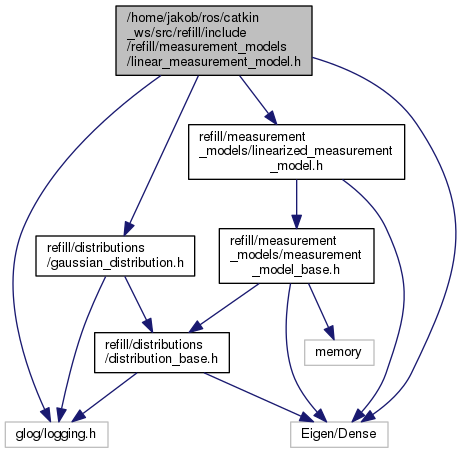 /home/jakob/ros/catkin
_ws/src/refill/include
/refill/measurement_models
/linear_measurement_model.h
refill/measurement
_models/linearized_measurement
_model.h
refill/distributions
/gaussian_distribution.h
refill/measurement
_models/measurement
_model_base.h
refill/distributions
/distribution_base.h
memory
glog/logging.h
Eigen/Dense